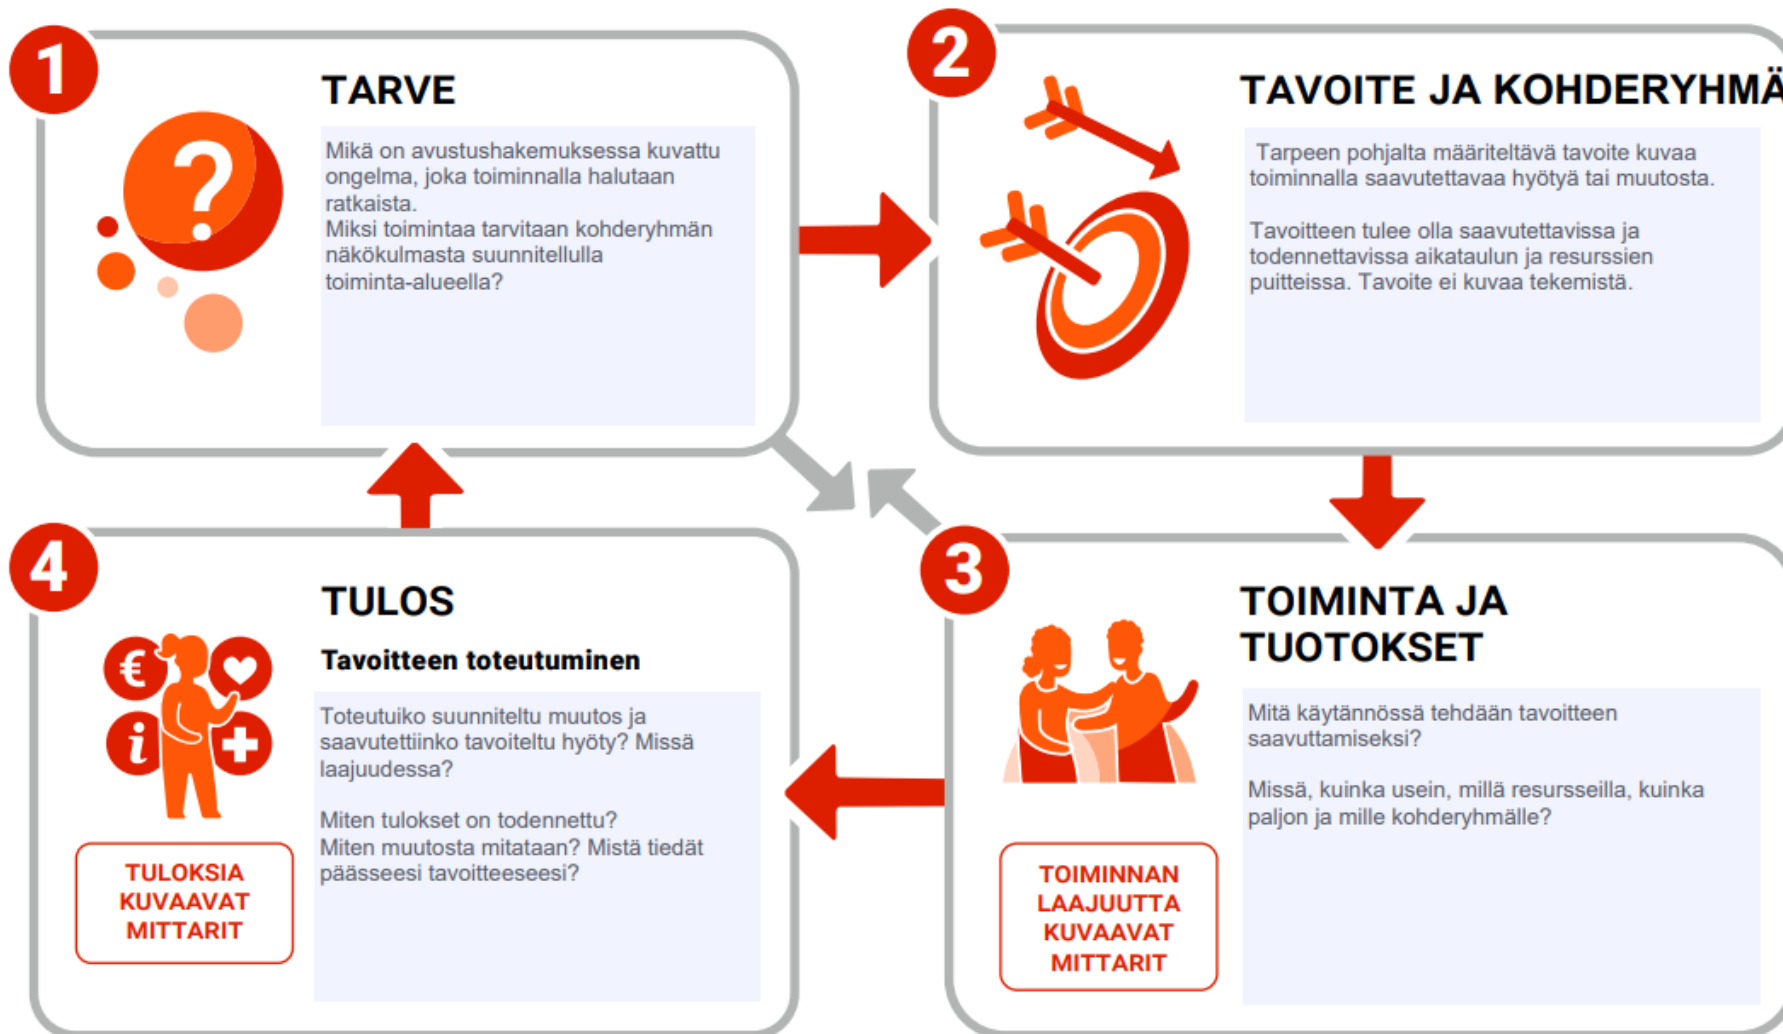 1
TARVE
Mikä on avustushakemuksessa kuvattu
ongelma, joka toiminnalla halutaan
ratkaista.
Miksi toimintaa tarvitaan kohderyhmän
näkökulmasta suunnitellulla
toiminta-alueella?
?
2
TAVOITE JA KOHDERYHMÄ
Tarpeen pohjalta määriteltävä tavoite kuvaa
toiminnalla saavutettavaa hyötyä tai muutosta.
Tavoitteen tulee olla saavutettavissa ja
todennettavissa aikataulun ja resurssien
puitteissa. Tavoite ei kuvaa tekemistä.
3
TOIMINTA JA
TUOTOKSET
Mitä käytännössä tehdään tavoitteen
saavuttamiseksi?
Missä, kuinka usein, millä resursseilla, kuinka
paljon ja mille kohderyhmälle?
TOIMINNAN
LAAJUUTTA
KUVAAVAT
MITTARIT
4
TULOS
Tavoitteen toteutuminen
Toteutuiko suunniteltu muutos ja
saavutettiinko tavoiteltu hyöty? Missä
laajuudessa?
Miten tulokset on todennettu?
Miten muutosta mitataan? Mistä tiedät
päässeesi tavoitteeseesi?
€
i
TULOKSIA
KUVAAVAT
MITTARIT